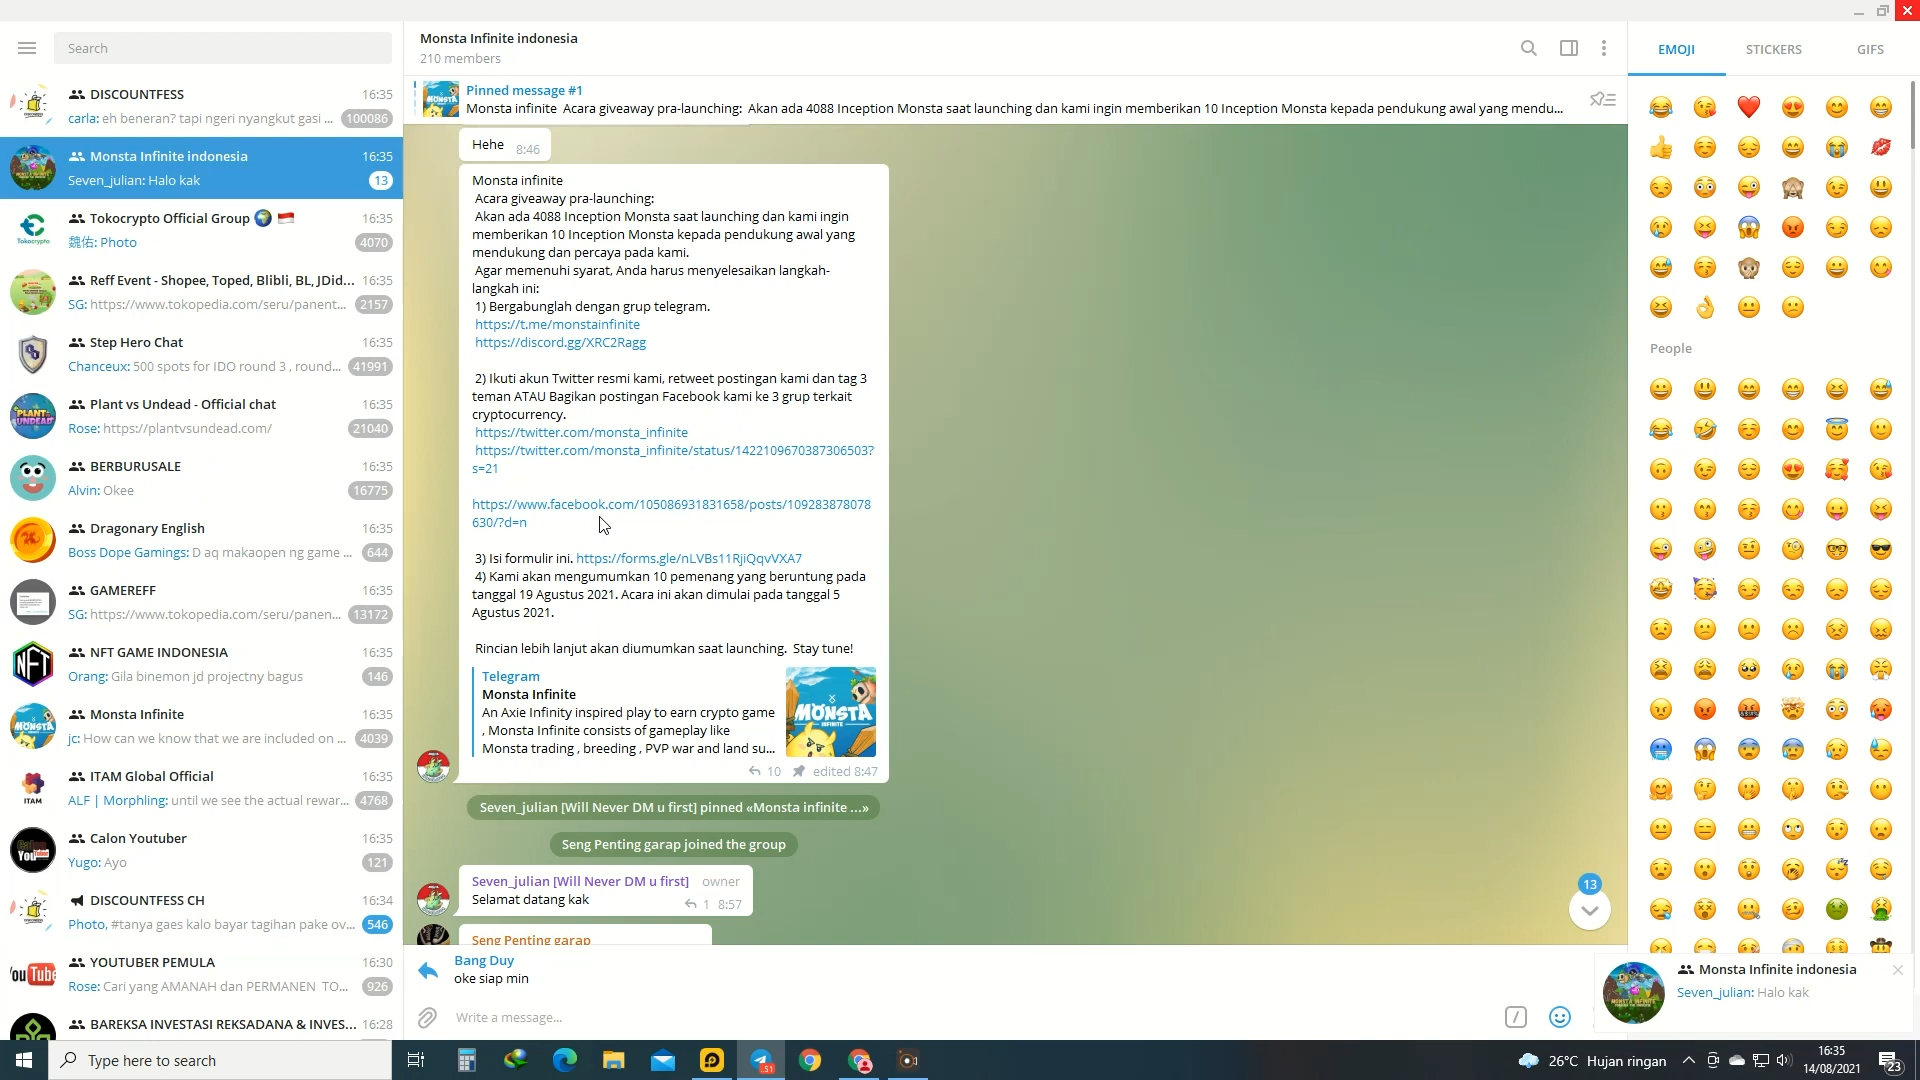 Search
DISCOUNTFESS 16:35
carla: eh beneran? tapi ngeri nyangkut gasi ... 100086
Monsta Infinite indonesia 16:35
Seven_julian: Halo kak 13
Tokocrypto Official Group 16:35
魏佑: Photo 4070
Tokocrypto
Reff Event - Shopee, Toped, Blibli, BL, JDid... 16:35
SG: https://www.tokopedia.com/seru/panent... 2157
Step Hero Chat 16:35
Chanceux: 500 spots for IDO round 3 , round... 41991
Plant vs Undead - Official chat 16:35
Rose: https://plantvsundead.com/ 21040
BERBURUSALE 16:35
Alvin: Okee 16775
Dragonary English 16:35
Boss Dope Gamings: D aq makaopen ng game ... 644
GAMEREFF 16:35
SG: https://www.tokopedia.com/seru/panen... 13172
NFT GAME INDONESIA 16:35
Orang: Gila binemon jd projectny bagus 146
NFT
Monsta Infinite 16:35
jc: How can we know that we are included on ... 4039
ITAM Global Official 16:35
ALF | Morphling: until we see the actual rewar... 4768
ITAM
Calon Youtuber 16:35
Yugo: Ayo 121
DISCOUNTFESS CH 16:34
Photo, #tanya gaes kalo bayar tagihan pake ov... 546
YOUTUBER PEMULA 16:30
Rose: Cari yang AMANAH dan PERMANEN TO... 926
BAREKSA INVESTASI REKSADANA & INVES... 16:28
Monsta Infinite indonesia
210 members
Pinned message #1
Monsta infinite Acara giveaway pra-launching: Akan ada 4088 Inception Monsta saat launching dan kami ingin memberikan 10 Inception Monsta kepada pendukung awal yang mendu...
Hehe 8:46
Monsta infinite
Acara giveaway pra-launching:
Akan ada 4088 Inception Monsta saat launching dan kami ingin
memberikan 10 Inception Monsta kepada pendukung awal yang
mendukung dan percaya pada kami.
Agar memenuhi syarat, Anda harus menyelesaikan langkah-
langkah ini:
1) Bergabunglah dengan grup telegram.
https://t.me/monstainfinite
https://discord.gg/XRC2Ragg
2) Ikuti akun Twitter resmi kami, retweet postingan kami dan tag 3
teman ATAU Bagikan postingan Facebook kami ke 3 grup terkait
cryptocurrency.
https://twitter.com/monsta_infinite
https://twitter.com/monsta_infinite/status/1422109670387306503?
s=21
https://www.facebook.com/105086931831658/posts/109283878078
630/?d=n
3) Isi formulir ini. https://forms.gle/nLVBs11RjiQqvVXA7
4) Kami akan mengumumkan 10 pemenang yang beruntung pada
tanggal 19 Agustus 2021. Acara ini akan dimulai pada tanggal 5
Agustus 2021.
Rincian lebih lanjut akan diumumkan saat launching. Stay tune!
Telegram
Monsta Infinite
An Axie Infinity inspired play to earn crypto game
, Monsta Infinite consists of gameplay like
Monsta trading , breeding , PVP war and land su...
MONSTA
INFINITE
10 edited 8:47
Seven_julian [Will Never DM u first] pinned «Monsta infinite ...»
Seng Penting garap joined the group
Seven_julian [Will Never DM u first] owner
Selamat datang kak 1 8:57
Seng Penting garap
13
Bang Duy
oke siap min
Write a message...
EMOJI STICKERS GIFS
People
Monsta Infinite indonesia
Seven_julian: Halo kak
Type here to search
26°C Hujan ringan
16:35
14/08/2021
23